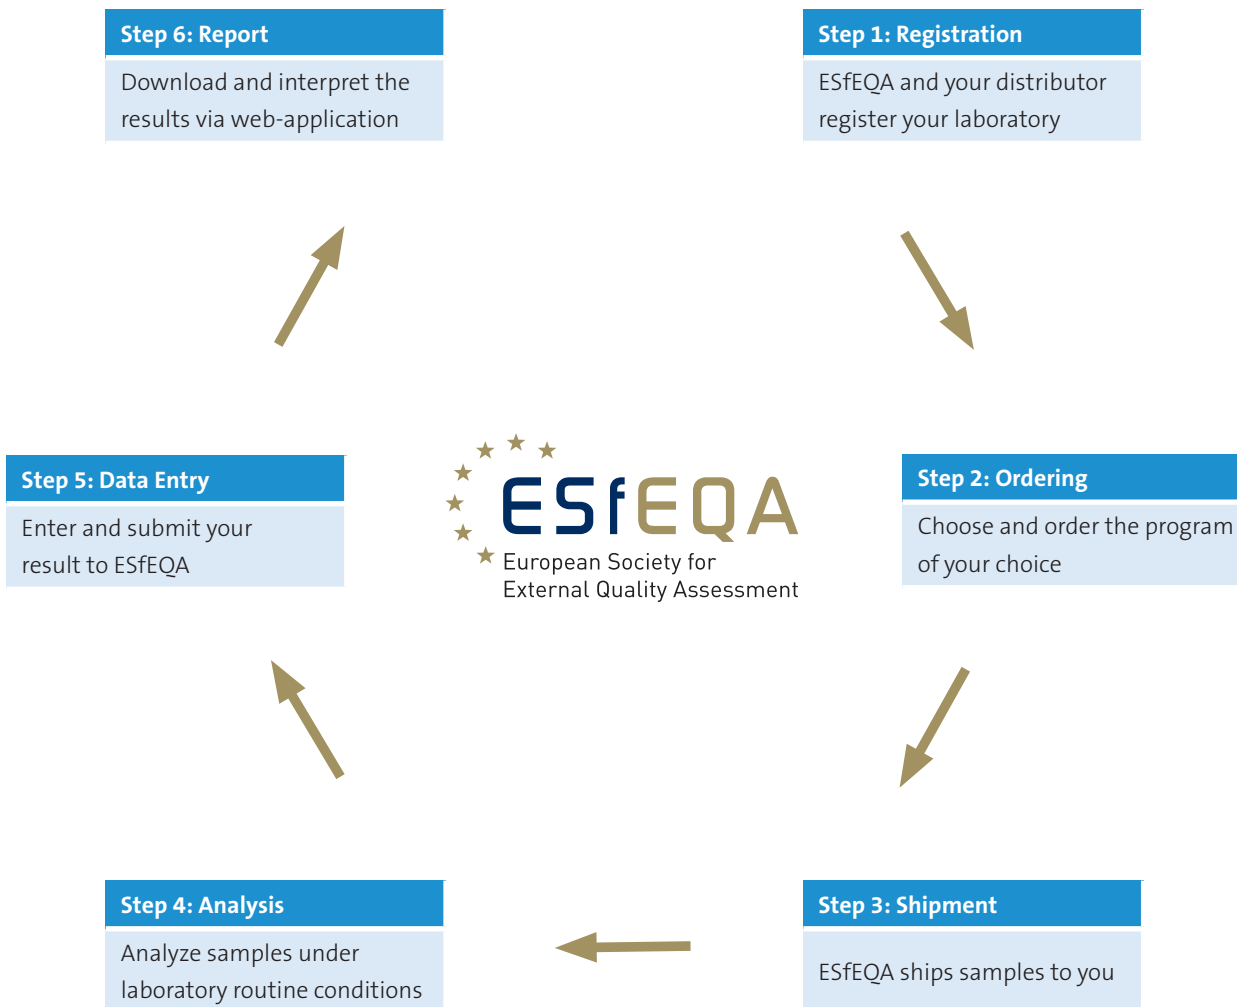 Step 6: Report
Download and interpret the
results via web-application
Step 1: Registration
ESfEQA and your distributor
register your laboratory
Step 5: Data Entry
Enter and submit your
result to ESfEQA
ESfEQA
European Society for
External Quality Assessment
Step 2: Ordering
Choose and order the program
of your choice
Step 4: Analysis
Analyze samples under
laboratory routine conditions
Step 3: Shipment
ESfEQA ships samples to you